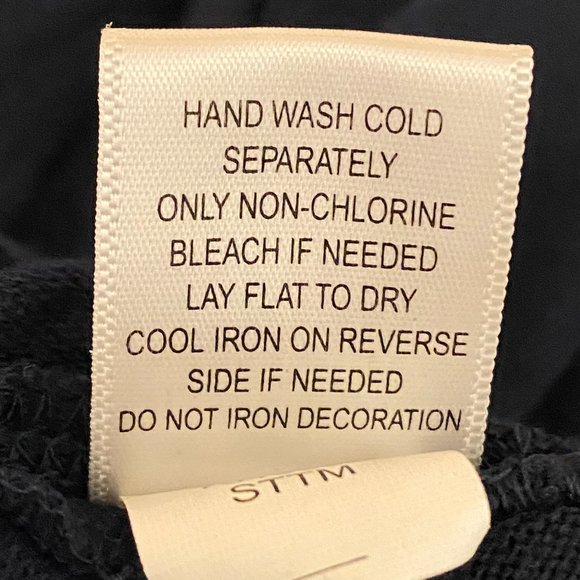 HAND WASH COLD
SEPARATELY
ONLY NON-CHLORINE
BLEACH IF NEEDED
LAY FLAT TO DRY
COOL IRON ON REVERSE
SIDE IF NEEDED
DO NOT IRON DECORATION
STTM